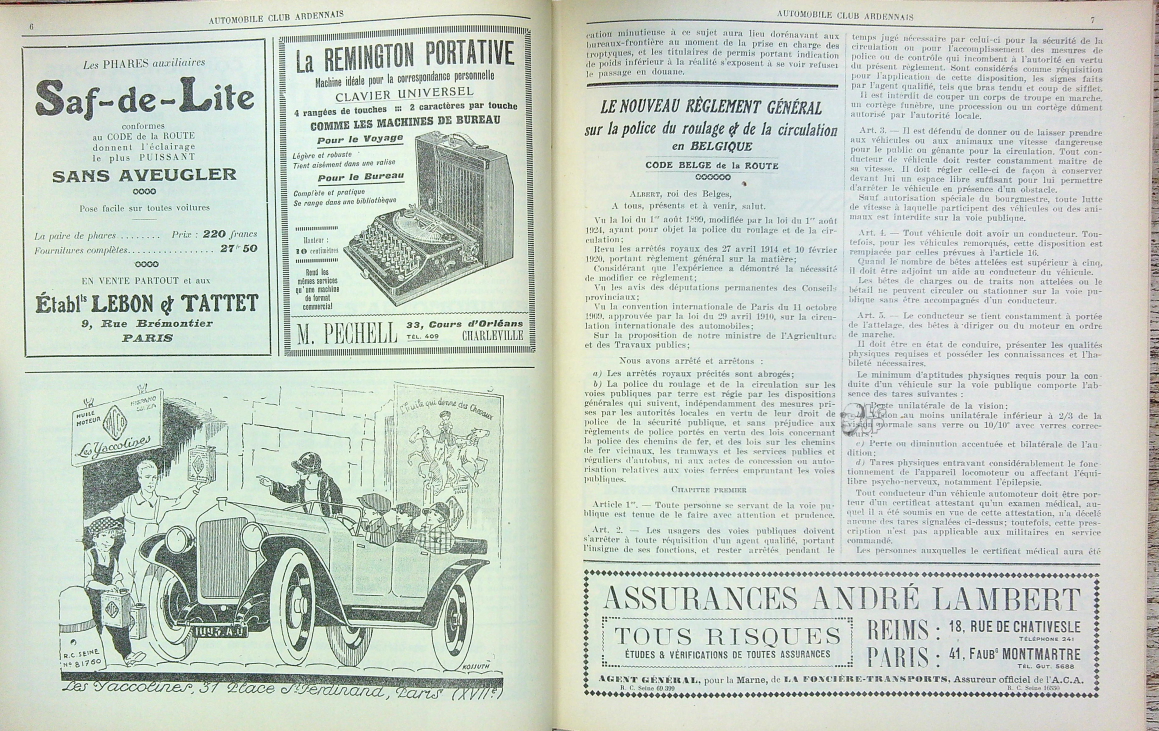 6
AUTOMOBILE CLUB ARDENNAIS
Les PHARES auxiliaires
Saf-de-Lite
conformes
au CODE de la ROUTE
donnent l'éclairage
le plus PUISSANT
SANS AVEUGLER
Pose facile sur toutes voitures
La paire de phares ........ Prix : 220 francs
Fournitures complètes ........ 27 fr 50
EN VENTE PARTOUT et aux
Établts LEBON & TATTET
9, Rue Brémontier
PARIS
La REMINGTON PORTATIVE
Machine idéale pour la correspondance personnelle
CLAVIER UNIVERSEL
4 rangées de touches ::: 2 caractères par touche
COMME LES MACHINES DE BUREAU
Pour le Voyage
Légère et robuste
Tient aisément dans une valise
Pour le Bureau
Complète et pratique
Se range dans une bibliothèque
Hauteur :
10 centimètres
Rend les
mêmes services
qu'une machine
de format
commercial
M. PECHELL
33, Cours d'Orléans
TÉL. 409
CHARLEVILLE
HUILE
MOTEUR
YACCO
HISPANO
SUIZA
Les Yaccolines
L'huile qui donne des Chevaux
1993.A.U
R.C. SEINE
No 81760
KOSSUTH
Les Yaccolines, 37 Place St Ferdinand, Paris (XVIIe)
AUTOMOBILE CLUB ARDENNAIS
7
cation minutieuse à ce sujet aura lieu dorénavant aux
bureaux-frontière au moment de la prise en charge des
tryptyques, et les titulaires de permis portant indication
de poids inférieur à la réalité s'exposent à se voir refuser
le passage en douane.
LE NOUVEAU RÈGLEMENT GÉNÉRAL
sur la police du roulage & de la circulation
en BELGIQUE
CODE BELGE de la ROUTE
ALBERT, roi des Belges,
A tous, présents et à venir, salut.
Vu la loi du 1er août 1899, modifiée par la loi du 1er août
1924, ayant pour objet la police du roulage et de la cir-
culation;
Revu les arrêtés royaux des 27 avril 1914 et 10 février
1920, portant règlement général sur la matière;
Considérant que l'expérience a démontré la nécessité
de modifier ce règlement;
Vu les avis des députations permanentes des Conseils
provinciaux;
Vu la convention internationale de Paris du 11 octobre
1909, approuvée par la loi du 29 avril 1910, sur la circu-
lation internationale des automobiles;
Sur la proposition de notre ministre de l'Agriculture
et des Travaux publics;
Nous avons arrêté et arrêtons :
a) Les arrêtés royaux précités sont abrogés;
b) La police du roulage et de la circulation sur les
voies publiques par terre est régie par les dispositions
générales qui suivent, indépendamment des mesures pri-
ses par les autorités locales en vertu de leur droit de
police de la sécurité publique, et sans préjudice aux
règlements de police portés en vertu des lois concernant
la police des chemins de fer, et des lois sur les chemins
de fer vicinaux, les tramways et les services publics et
réguliers d'autobus, ni aux actes de concession ou auto-
risation relatives aux voies ferrées empruntant les voies
publiques.
CHAPITRE PREMIER
Article 1er. — Toute personne se servant de la voie pu-
blique est tenue de le faire avec attention et prudence.
Art. 2. — Les usagers des voies publiques doivent
s'arrêter à toute réquisition d'un agent qualifié, portant
l'insigne de ses fonctions, et rester arrêtés pendant le
temps jugé nécessaire par celui-ci pour la sécurité de la
circulation ou pour l'accomplissement des mesures de
police ou de contrôle qui incombent à l'autorité en vertu
du présent règlement. Sont considérés comme réquisition
pour l'application de cette disposition, les signes faits
par l'agent qualifié, tels que bras tendu et coup de sifflet.
Il est interdit de couper un corps de troupe en marche,
un cortège funèbre, une procession ou un cortège dûment
autorisé par l'autorité locale.
Art. 3. — Il est défendu de donner ou de laisser prendre
aux véhicules ou aux animaux une vitesse dangereuse
pour le public ou gênante pour la circulation. Tout con-
ducteur de véhicule doit rester constamment maître de
sa vitesse. Il doit régler celle-ci de façon à conserver
devant lui un espace libre suffisant pour lui permettre
d'arrêter le véhicule en présence d'un obstacle.
Sauf autorisation spéciale du bourgmestre, toute lutte
de vitesse à laquelle participent des véhicules ou des ani-
maux est interdite sur la voie publique.
Art. 4. — Tout véhicule doit avoir un conducteur. Tou-
tefois, pour les véhicules remorqués, cette disposition est
remplacée par celles prévues à l'article 16.
Quand le nombre de bêtes attelées est supérieur à cinq,
il doit être adjoint un aide au conducteur du véhicule.
Les bêtes de charges ou de traits non attelées ou le
bétail ne peuvent circuler ou stationner sur la voie pu-
blique sans être accompagnés d'un conducteur.
Art. 5. — Le conducteur se tient constamment à portée
de l'attelage, des bêtes à diriger ou du moteur en ordre
de marche.
Il doit être en état de conduire, présenter les qualités
physiques requises et posséder les connaissances et l'ha-
bileté nécessaires.
Le minimum d'aptitudes physiques requis pour la con-
duite d'un véhicule sur la voie publique comporte l'ab-
sence des tares suivantes :
unilatérale de la vision;
au moins unilatérale inférieur à 2/3 de la
normale sans verre ou 10/10e avec verres correc-
c) Perte ou diminution accentuée et bilatérale de l'au-
dition;
d) Tares physiques entravant considérablement le fonc-
tionnement de l'appareil locomoteur ou affectant l'équi-
libre psycho-nerveux, notamment l'épilepsie.
Tout conducteur d'un véhicule automoteur doit être por-
teur d'un certificat attestant qu'un examen médical, au-
quel il a été soumis en vue de cette attestation, n'a décelé
aucune des tares signalées ci-dessus; toutefois, cette pres-
cription n'est pas applicable aux militaires en service
commandé.
Les personnes auxquelles le certificat médical aura été
ASSURANCES ANDRÉ LAMBERT
TOUS RISQUES
ÉTUDES & VÉRIFICATIONS DE TOUTES ASSURANCES
REIMS : 18, RUE DE CHATIVESLE
TÉLÉPHONE 341
PARIS : 41, FAUBG MONTMARTRE
TÉL. GUT. 5688
AGENT GÉNÉRAL, pour la Marne, de LA FONCIÈRE-TRANSPORTS, Assureur officiel de l'A.C.A.
R. C. Seine 69 399
R. C. Seine 16550